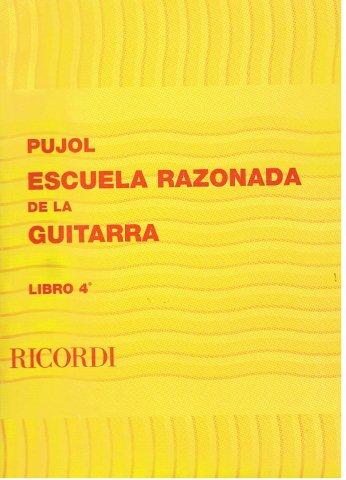 PUJOL
ESCUELA RAZONADA
DE LA
GUITARRA
LIBRO 4°
RICORDI